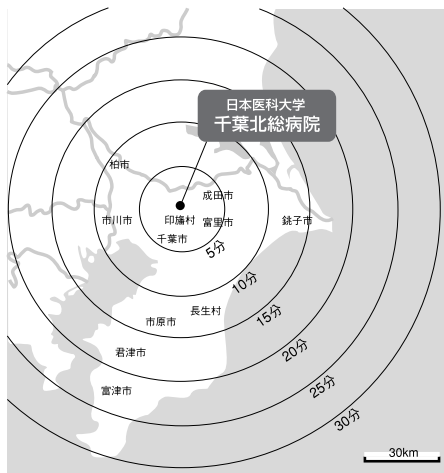 日本医科大学
千葉北総病院
柏市
成田市
市川市
印旛村
富里市
銚子市
千葉市
5分
10分
長生村
15分
市原市
20分
君津市
25分
富津市
30分
30km